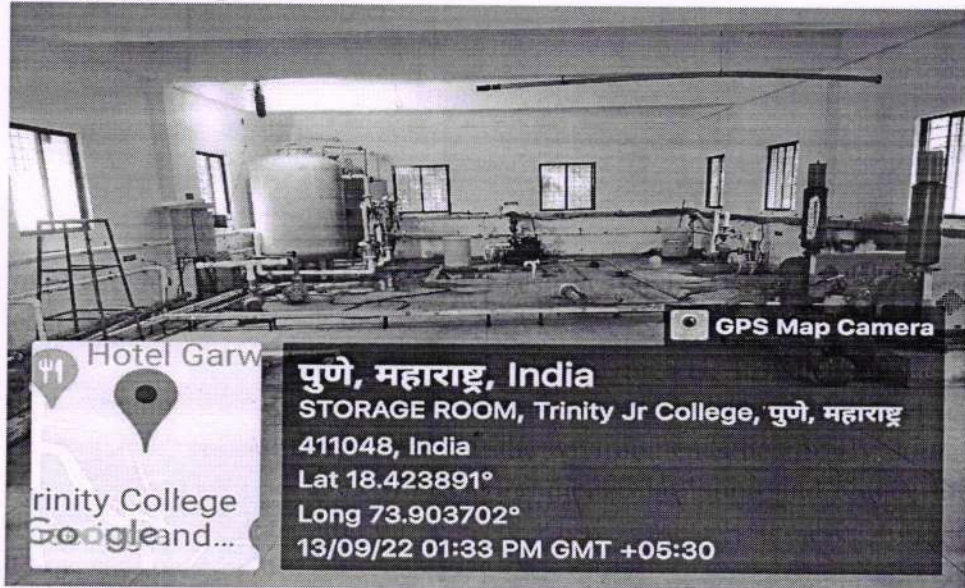 GPS Map Camera
Hotel Garw
rinity College
Google
and...
पुणे, महाराष्ट्र, India
STORAGE ROOM, Trinity Jr College, पुणे, महाराष्ट्र
411048, India
Lat 18.423891°
Long 73.903702°
13/09/22 01:33 PM GMT +05:30